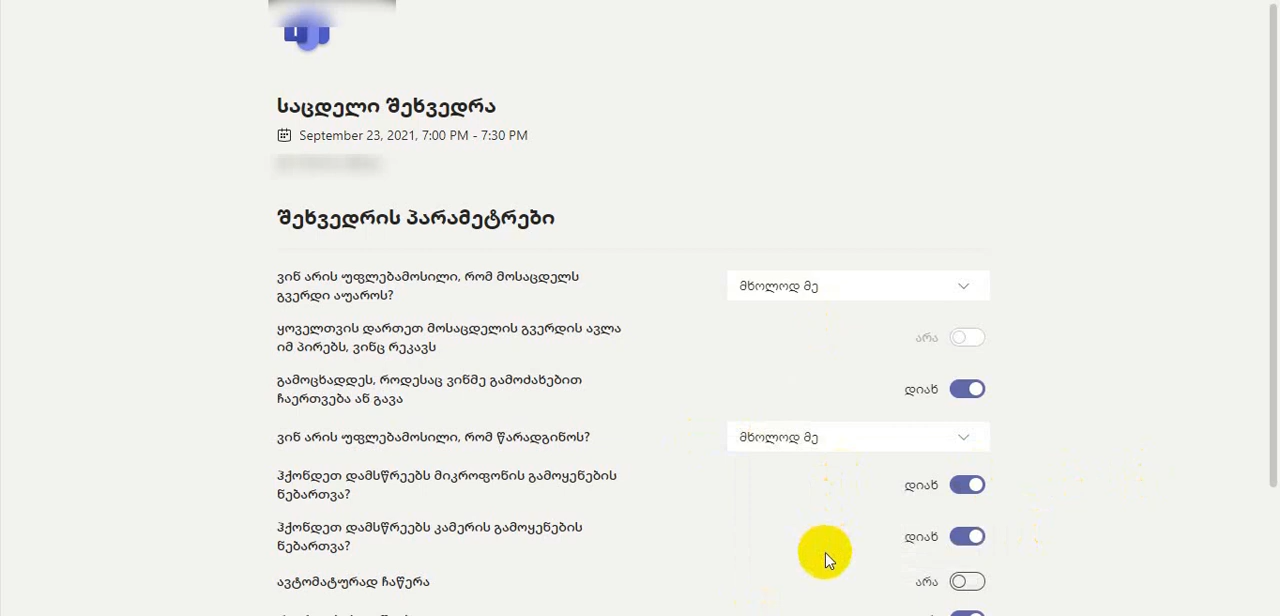 საცდელი შეხვედრა
September 23, 2021, 7:00 PM - 7:30 PM
შეხვედრის პარამეტრები
ვინ არის უფლებამოსილი, რომ მოსაცდელს
გვერდი აუაროს?
მხოლოდ მე
ყოველთვის დართეთ მოსაცდელის გვერდის ავლა
იმ პირებს, ვინც რეკავს
არა
გამოცხადდეს, როდესაც ვინმე გამოძახებით
ჩაერთვება ან გავა
დიახ
ვინ არის უფლებამოსილი, რომ წარადგინოს?
მხოლოდ მე
ჰქონდეთ დამსწრეებს მიკროფონის გამოყენების
ნებართვა?
დიახ
ჰქონდეთ დამსწრეებს კამერის გამოყენების
ნებართვა?
დიახ
ავტომატურად ჩაწერა
არა